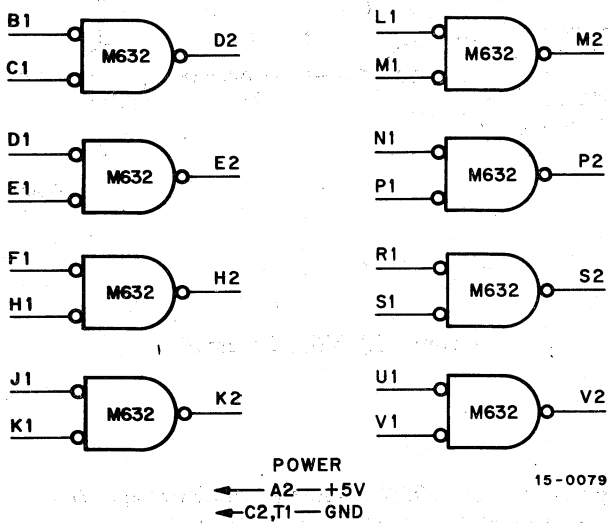 B1
C1
M632
D2
D1
E1
M632
E2
F1
H1
M632
H2
J1
K1
M632
K2
L1
M1
M632
M2
N1
P1
M632
P2
R1
S1
M632
S2
U1
V1
M632
V2
POWER
A2 — +5V
C2,T1 — GND
15-0079